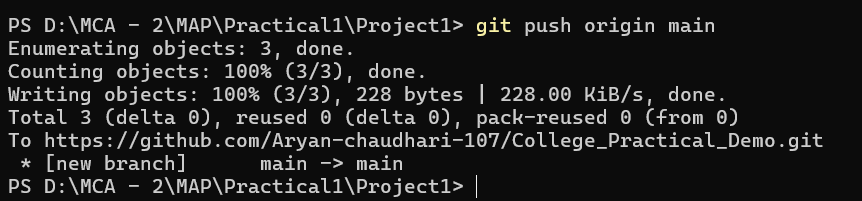 PS D:\MCA - 2\MAP\Practical1\Project1> git push origin main
Enumerating objects: 3, done.
Counting objects: 100% (3/3), done.
Writing objects: 100% (3/3), 228 bytes | 228.00 KiB/s, done.
Total 3 (delta 0), reused 0 (delta 0), pack-reused 0 (from 0)
To https://github.com/Aryan-chaudhari-107/College_Practical_Demo.git
 * [new branch]      main -> main
PS D:\MCA - 2\MAP\Practical1\Project1>